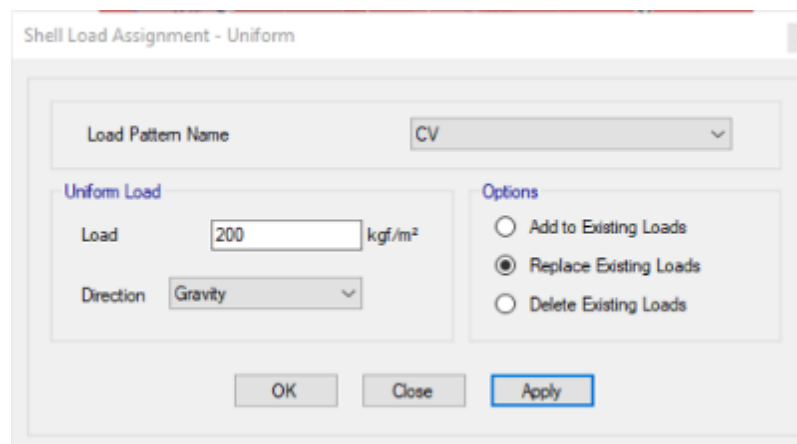 Shell Load Assignment - Uniform
Load Pattern Name CV
Uniform Load
Load 200 kgf/m²
Direction Gravity
Options
Add to Existing Loads
Replace Existing Loads
Delete Existing Loads
OK Close Apply